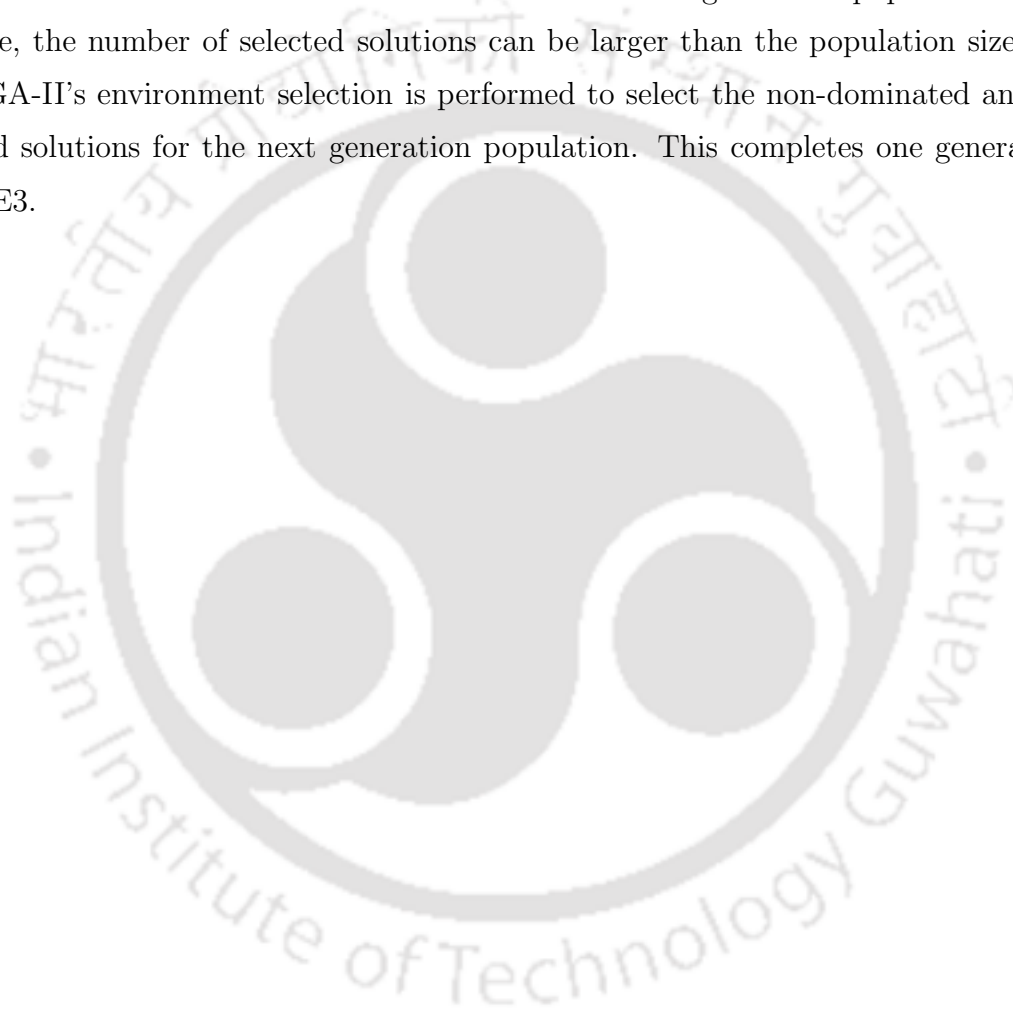 e, the number of selected solutions can be larger than the population size
GA-II's environment selection is performed to select the non-dominated an
d solutions for the next generation population. This completes one genera
E3.
भारतीय प्रौद्योगिकी संस्थान गुवाहाटी
• Indian Institute of Technology Guwahati •